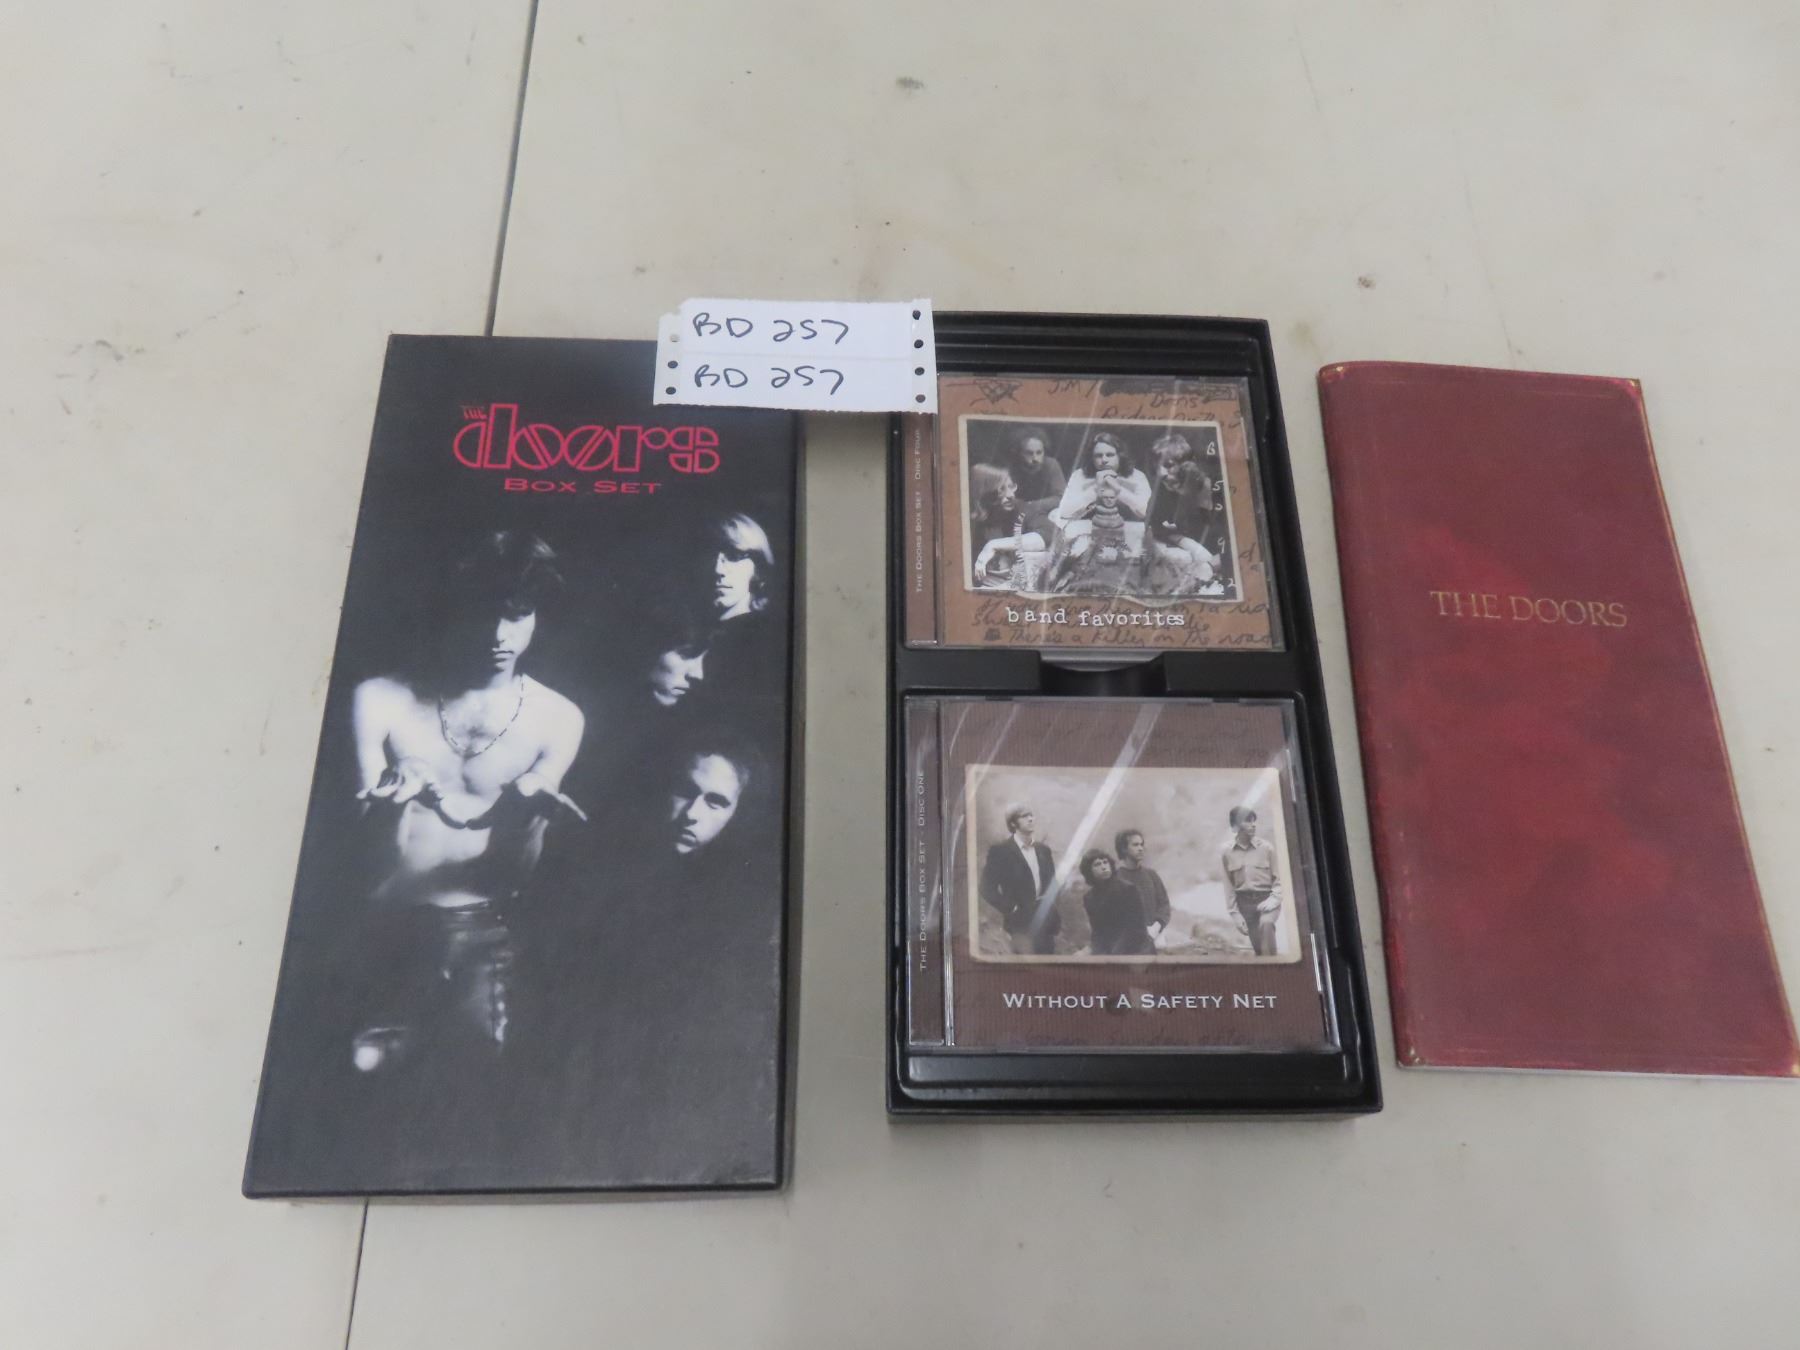 BD 257
BD 257
THE
doors
BOX SET
THE DOORS BOX SET - DISC FOUR
J.M.
band favorites
There's a killer on the road
THE DOORS BOX SET - DISC ONE
WITHOUT A SAFETY NET
THE DOORS